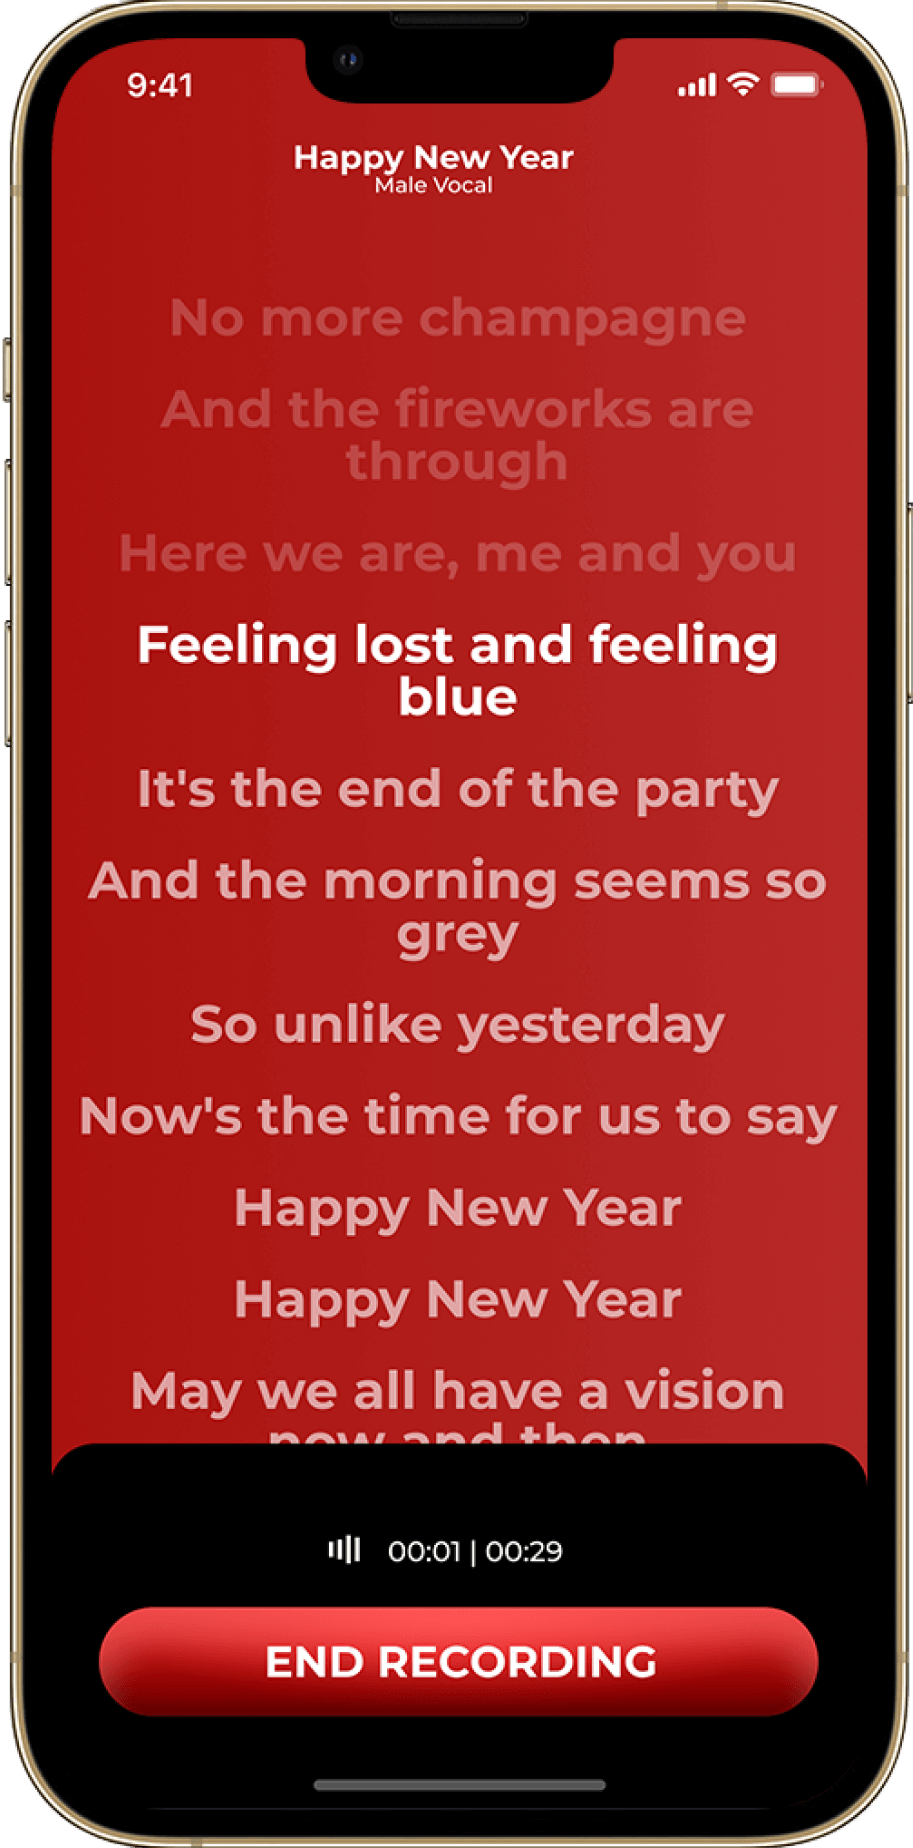 9:41
Happy New Year
Male Vocal
No more champagne
And the fireworks are
through
Here we are, me and you
Feeling lost and feeling
blue
It's the end of the party
And the morning seems so
grey
So unlike yesterday
Now's the time for us to say
Happy New Year
Happy New Year
May we all have a vision
now and then
00:01 | 00:29
END RECORDING